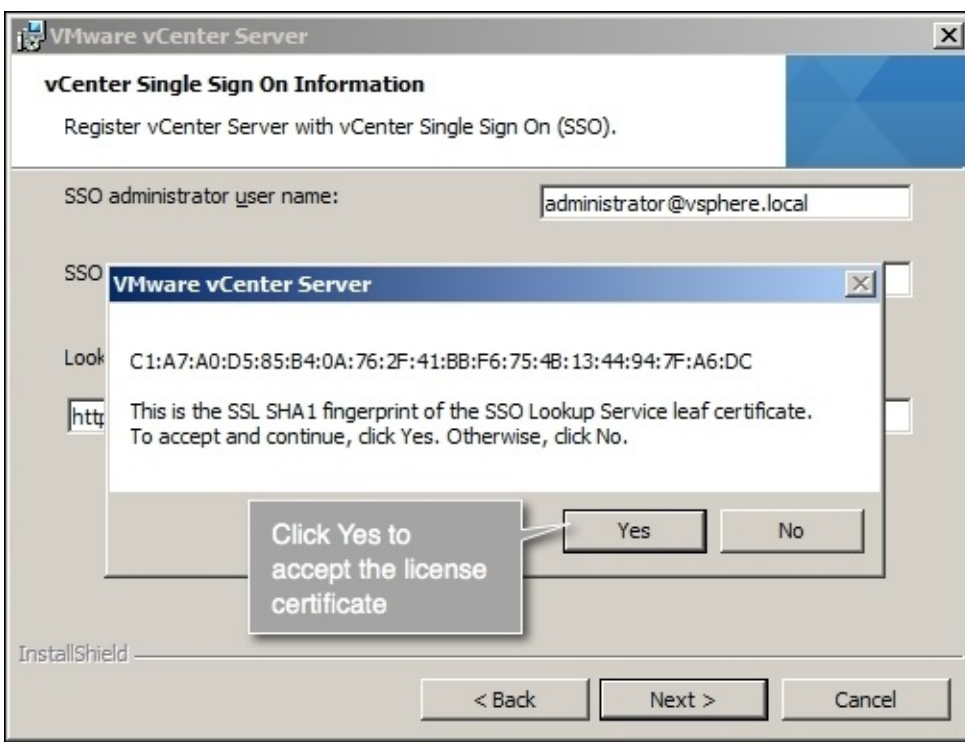 VMware vCenter Server
vCenter Single Sign On Information
Register vCenter Server with vCenter Single Sign On (SSO).
SSO administrator user name:
administrator@vsphere.local
SSO
VMware vCenter Server
Look
C1:A7:A0:D5:85:B4:0A:76:2F:41:BB:F6:75:4B:13:44:94:7F:A6:DC
http
This is the SSL SHA1 fingerprint of the SSO Lookup Service leaf certificate.
To accept and continue, click Yes. Otherwise, click No.
Click Yes to
accept the license
certificate
Yes
No
InstallShield
< Back
Next >
Cancel